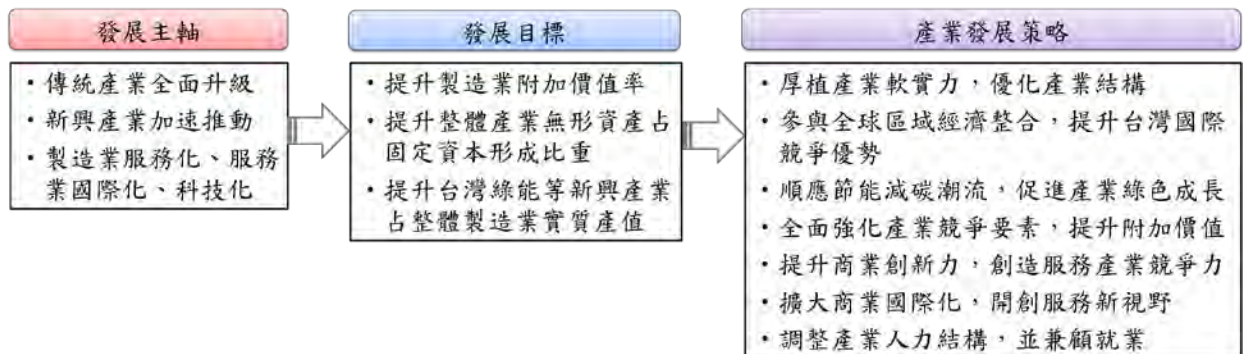 發展主軸
・傳統產業全面升級
・新興產業加速推動
・製造業服務化、服務
業國際化、科技化
發展目標
・提升製造業附加價值率
・提升整體產業無形資產占
固定資本形成比重
・提升台灣綠能等新興產業
占整體製造業實質產值
產業發展策略
・厚植產業軟實力，優化產業結構
・參與全球區域經濟整合，提升台灣國際
競爭優勢
・順應節能減碳潮流，促進產業綠色成長
・全面強化產業競爭要素，提升附加價值
・提升商業創新力，創造服務產業競爭力
・擴大商業國際化，開創服務新視野
・調整產業人力結構，並兼顧就業